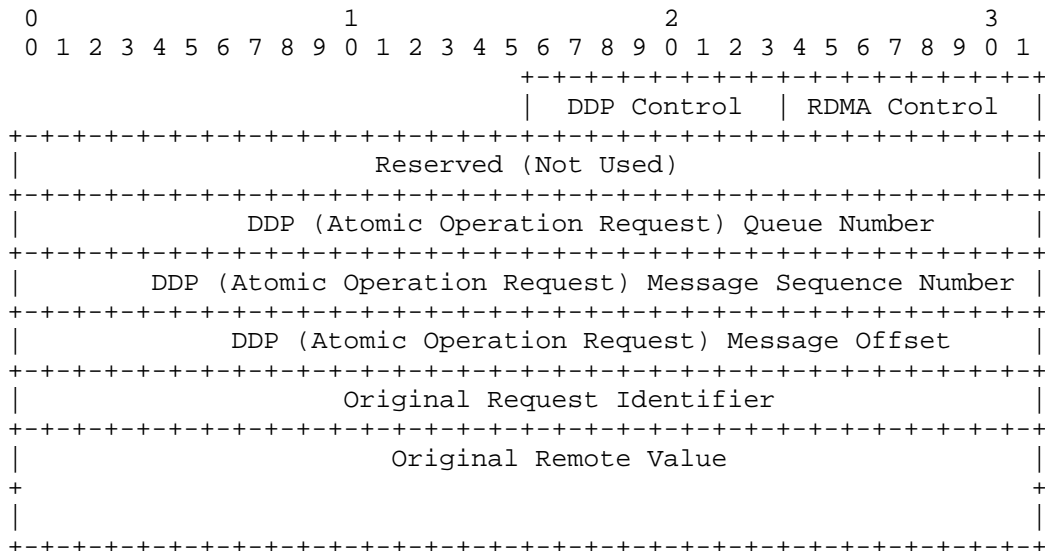 0                   1                   2                   3
 0 1 2 3 4 5 6 7 8 9 0 1 2 3 4 5 6 7 8 9 0 1 2 3 4 5 6 7 8 9 0 1
                                +-+-+-+-+-+-+-+-+-+-+-+-+-+-+-+-+
                                |  DDP Control  | RDMA Control  |
+-+-+-+-+-+-+-+-+-+-+-+-+-+-+-+-+-+-+-+-+-+-+-+-+-+-+-+-+-+-+-+-+
|                      Reserved (Not Used)                      |
+-+-+-+-+-+-+-+-+-+-+-+-+-+-+-+-+-+-+-+-+-+-+-+-+-+-+-+-+-+-+-+-+
|              DDP (Atomic Operation Request) Queue Number      |
+-+-+-+-+-+-+-+-+-+-+-+-+-+-+-+-+-+-+-+-+-+-+-+-+-+-+-+-+-+-+-+-+
|        DDP (Atomic Operation Request) Message Sequence Number |
+-+-+-+-+-+-+-+-+-+-+-+-+-+-+-+-+-+-+-+-+-+-+-+-+-+-+-+-+-+-+-+-+
|             DDP (Atomic Operation Request) Message Offset     |
+-+-+-+-+-+-+-+-+-+-+-+-+-+-+-+-+-+-+-+-+-+-+-+-+-+-+-+-+-+-+-+-+
|                    Original Request Identifier                |
+-+-+-+-+-+-+-+-+-+-+-+-+-+-+-+-+-+-+-+-+-+-+-+-+-+-+-+-+-+-+-+-+
|                       Original Remote Value                   |
+                                                               +
|                                                               |
+-+-+-+-+-+-+-+-+-+-+-+-+-+-+-+-+-+-+-+-+-+-+-+-+-+-+-+-+-+-+-+-+